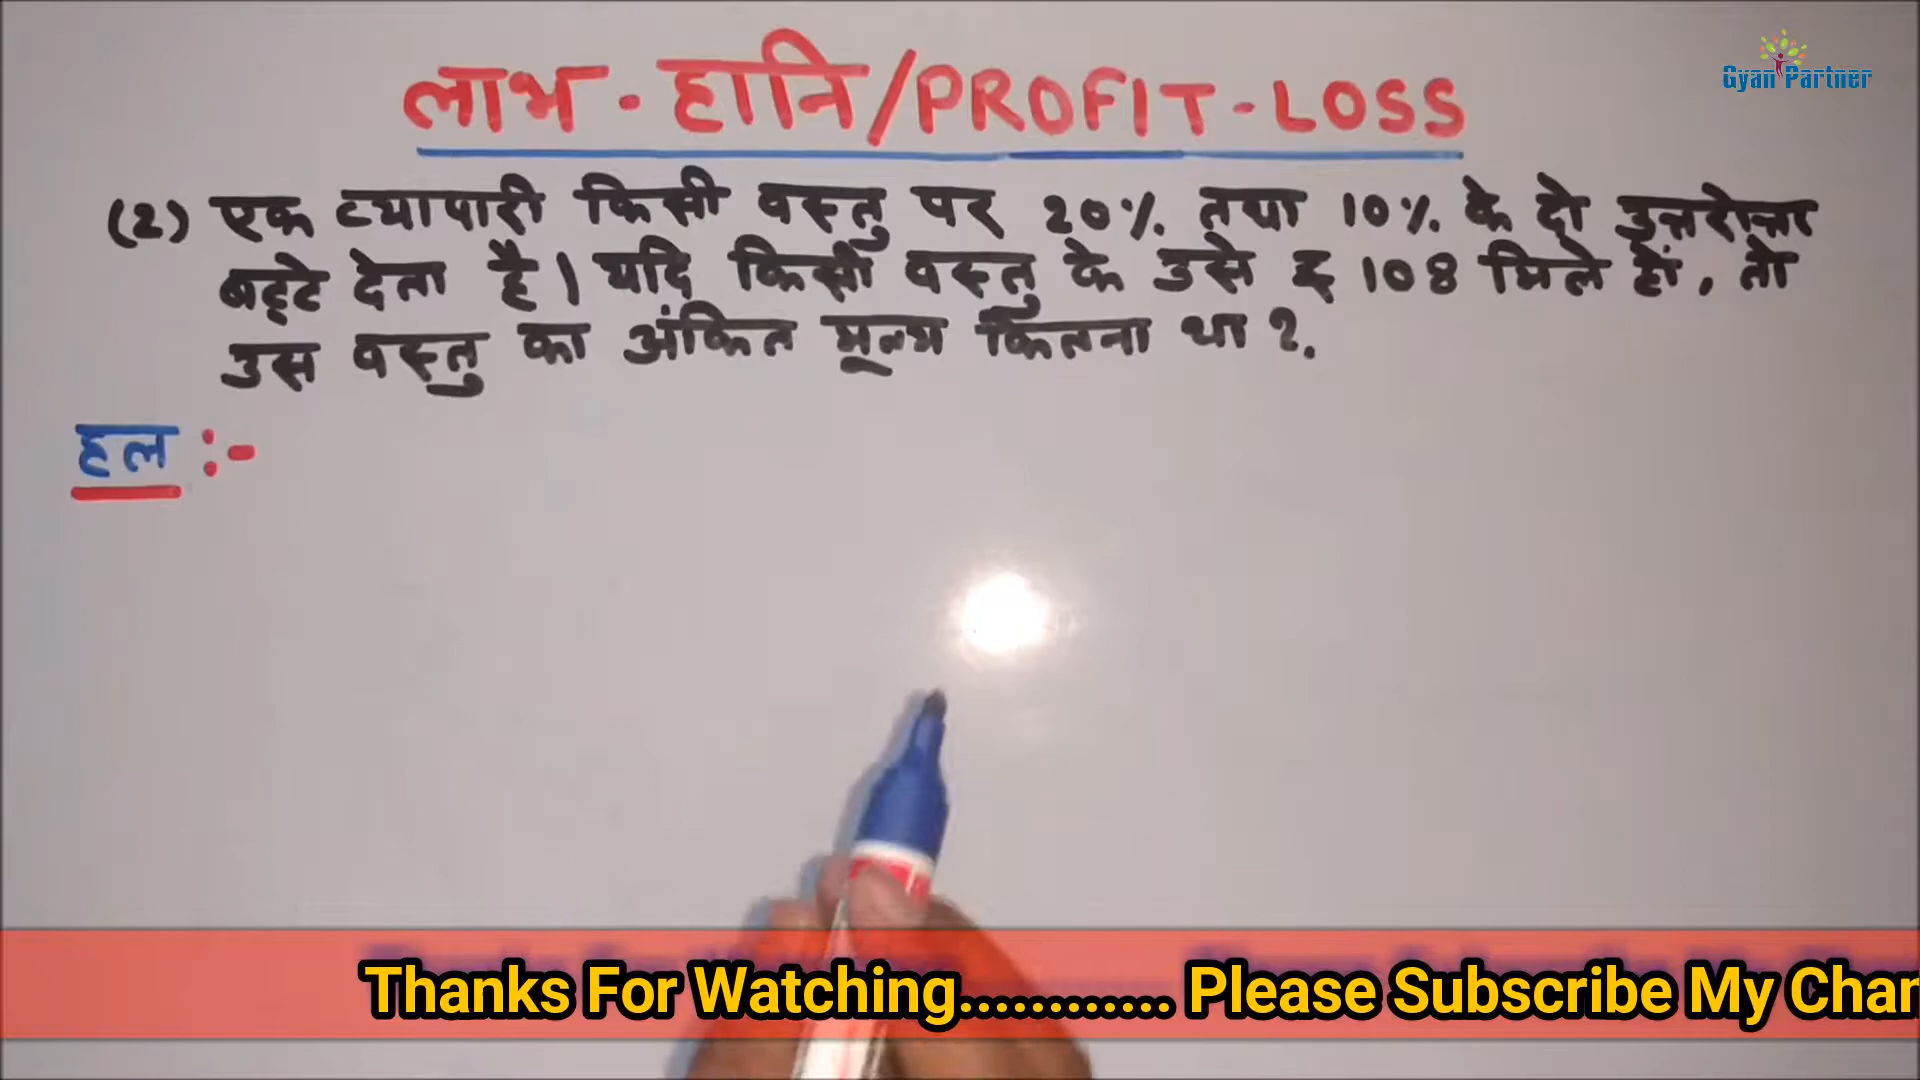 लाभ - हानि/PROFIT-LOSS
Gyan Partner
(2) एक व्यापारी किसी वस्तु पर 20% तथा 10% के दो उत्तरोत्तर
बट्टे देता है। यदि किसी वस्तु के उसे रु 108 मिले हों, तो
उस वस्तु का अंकित मूल्य कितना था ?.
हल :-
Thanks For Watching............ Please Subscribe My Chan